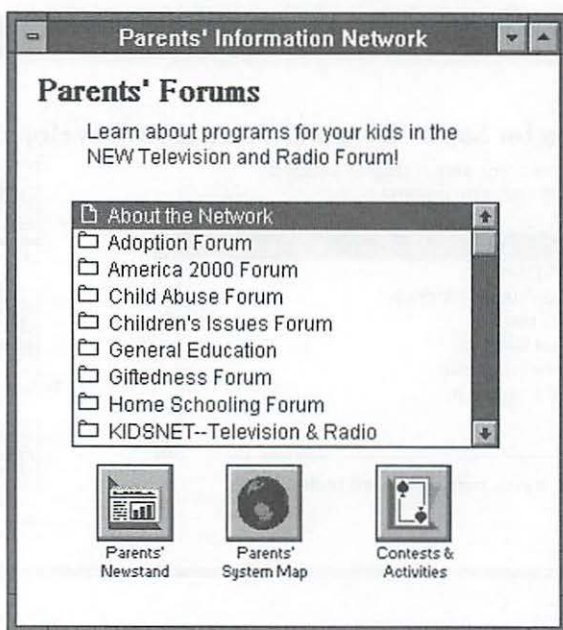 Parents' Information Network
Parents' Forums
Learn about programs for your kids in the
NEW Television and Radio Forum!
About the Network
Adoption Forum
America 2000 Forum
Child Abuse Forum
Children's Issues Forum
General Education
Giftedness Forum
Home Schooling Forum
KIDSNET--Television & Radio
Parents'
Newstand
Parents'
System Map
Contests &
Activities